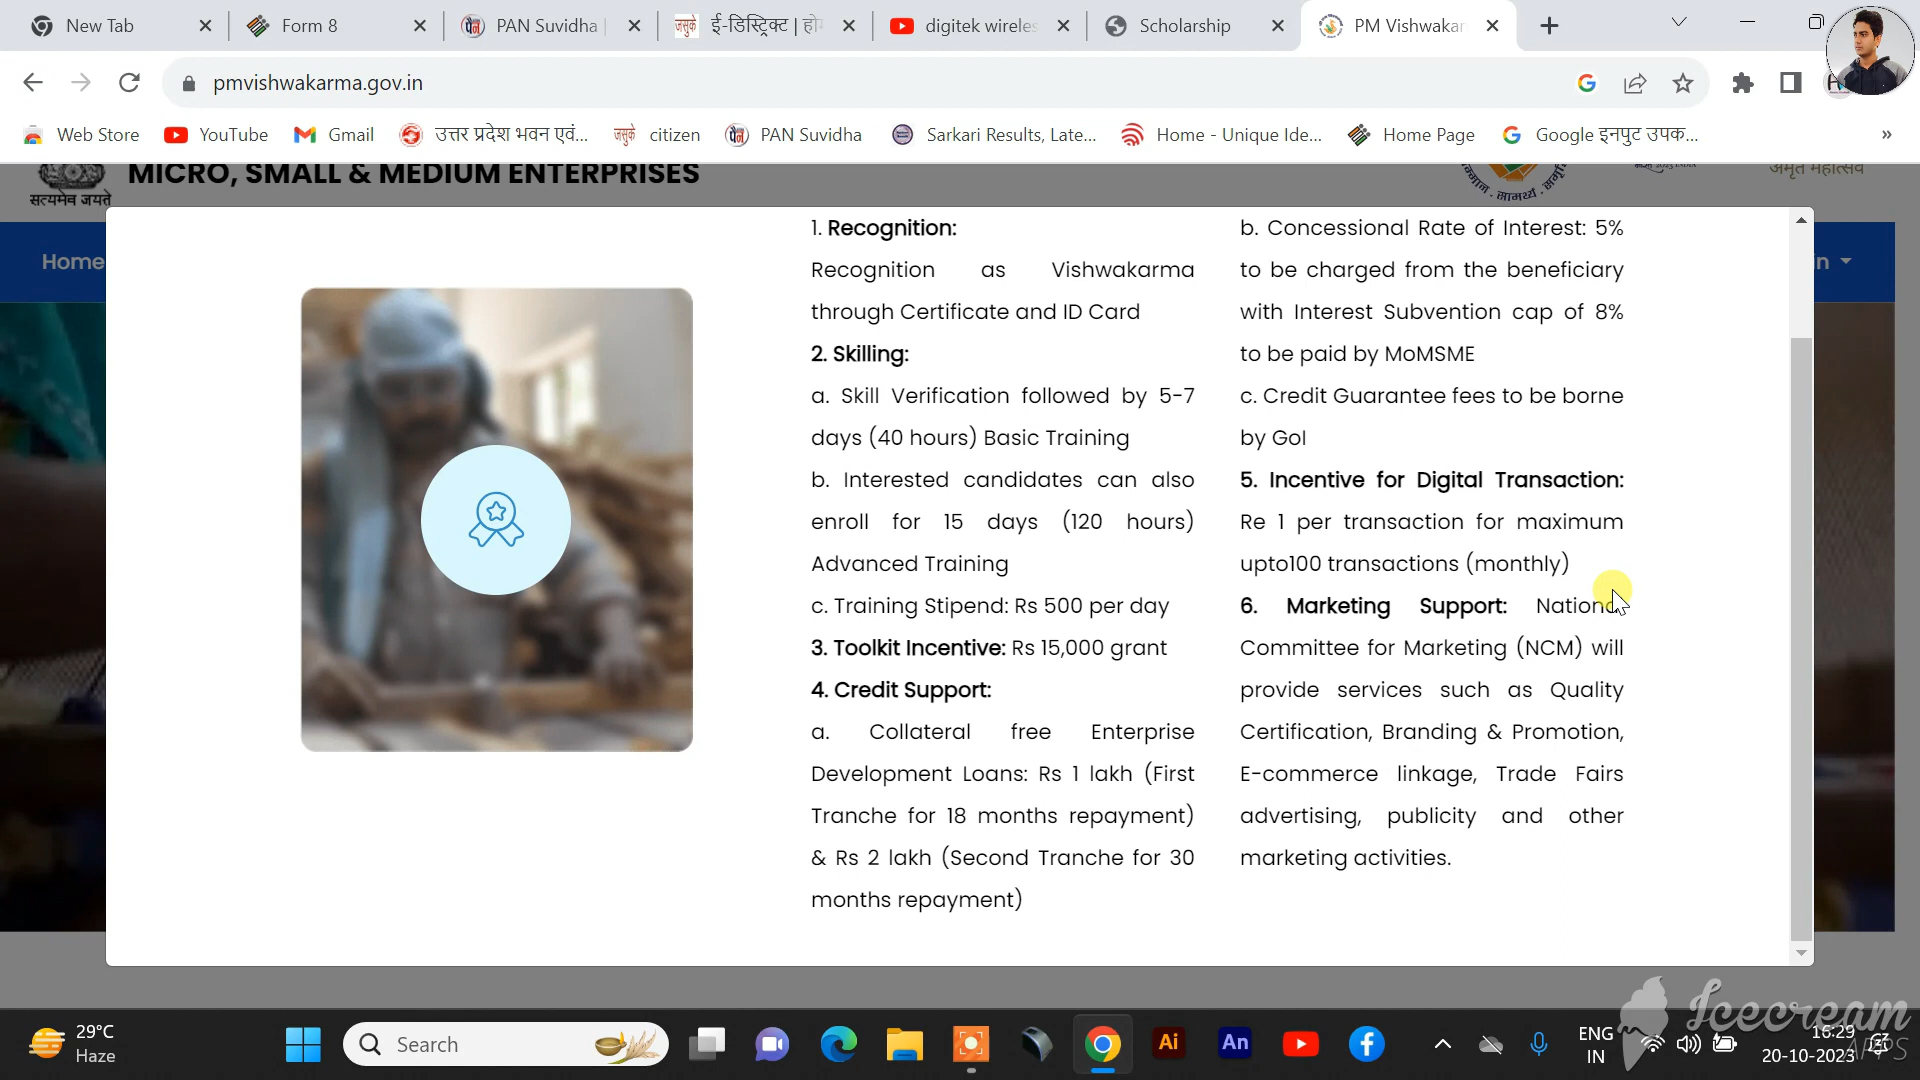 New Tab
Form 8
PAN Suvidha |
जसुके
ई-डिस्ट्रिक्ट | हो
digitek wireles
Scholarship
PM Vishwakar
pmvishwakarma.gov.in
Web Store
YouTube
Gmail
उत्तर प्रदेश भवन एवं...
जसुके citizen
PAN Suvidha
Sarkari Results, Late...
Home - Unique Ide...
Home Page
Google इनपुट उपक...
»
सत्यमेव जयते
MICRO, SMALL & MEDIUM ENTERPRISES
अमृत महोत्सव
Home
in
1. Recognition:
Recognition as Vishwakarma
through Certificate and ID Card
2. Skilling:
a. Skill Verification followed by 5-7
days (40 hours) Basic Training
b. Interested candidates can also
enroll for 15 days (120 hours)
Advanced Training
c. Training Stipend: Rs 500 per day
3. Toolkit Incentive: Rs 15,000 grant
4. Credit Support:
a. Collateral free Enterprise
Development Loans: Rs 1 lakh (First
Tranche for 18 months repayment)
& Rs 2 lakh (Second Tranche for 30
months repayment)
b. Concessional Rate of Interest: 5%
to be charged from the beneficiary
with Interest Subvention cap of 8%
to be paid by MoMSME
c. Credit Guarantee fees to be borne
by GoI
5. Incentive for Digital Transaction:
Re 1 per transaction for maximum
upto100 transactions (monthly)
6. Marketing Support: National
Committee for Marketing (NCM) will
provide services such as Quality
Certification, Branding & Promotion,
E-commerce linkage, Trade Fairs
advertising, publicity and other
marketing activities.
29°C
Haze
Search
Ai
An
ENG
IN
16:29
20-10-2023
Icecream
APPS